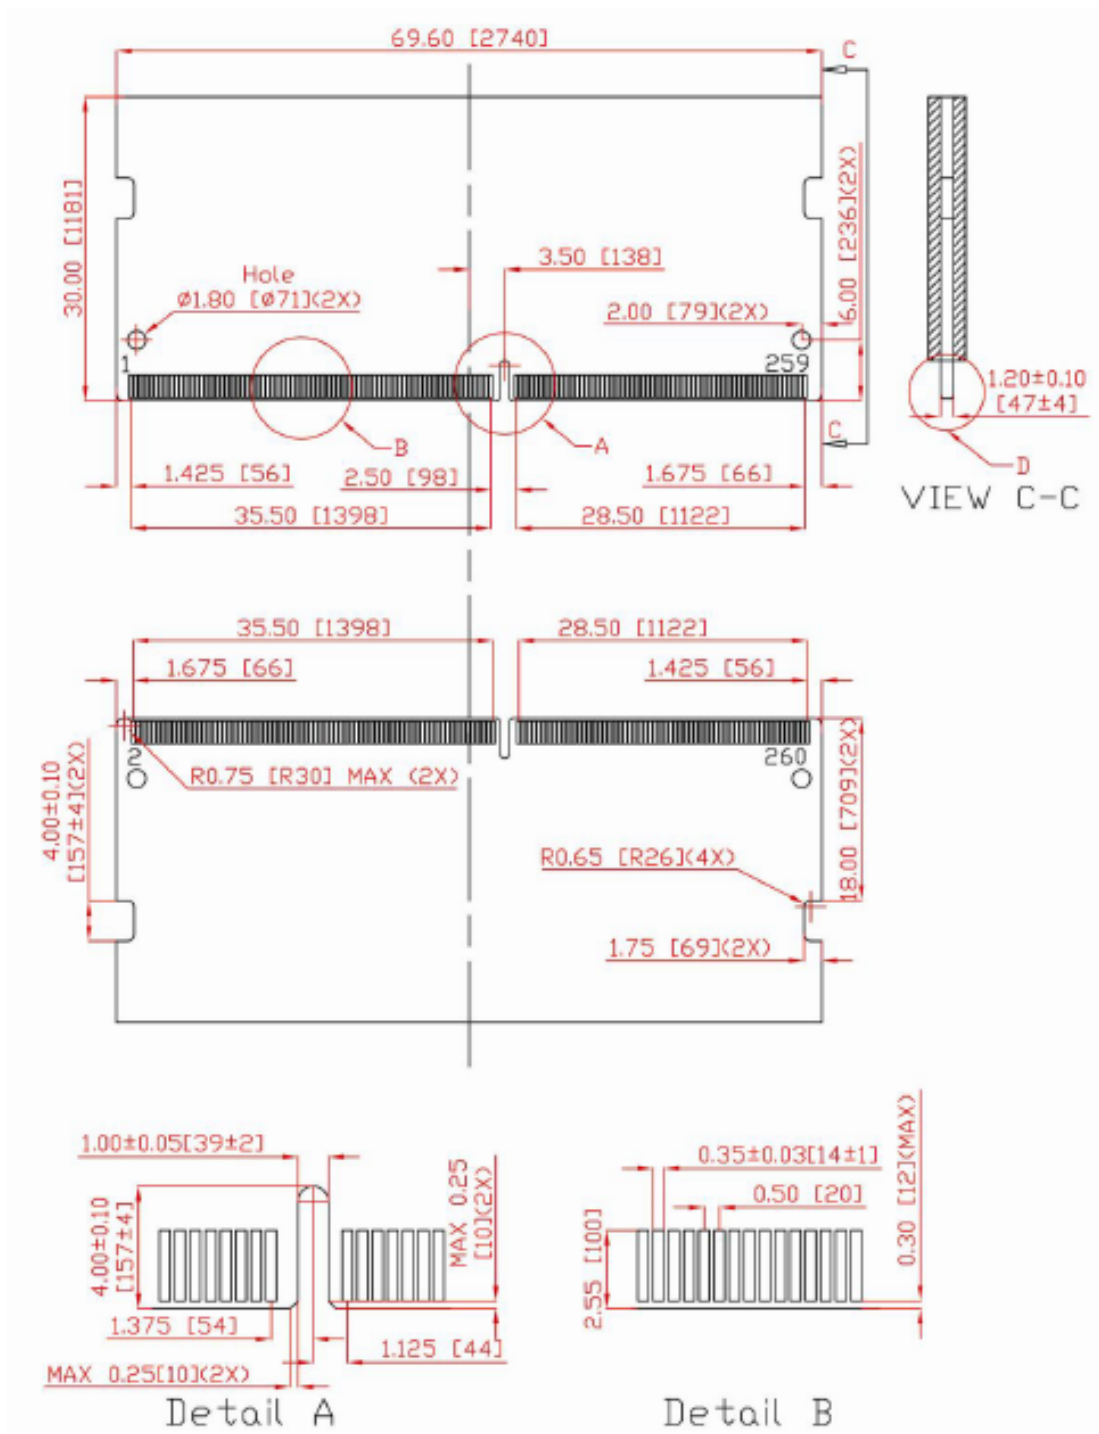 69.60 [2740]
C
30.00 [1181]
6.00 [236](2X)
3.50 [138]
Hole
Ø1.80 [Ø71](2X)
2.00 [79](2X)
1
259
1.20±0.10
[47±4]
B
A
C
D
1.425 [56]
2.50 [98]
1.675 [66]
VIEW C-C
35.50 [1398]
28.50 [1122]
35.50 [1398]
28.50 [1122]
1.675 [66]
1.425 [56]
2
260
R0.75 [R30] MAX (2X)
4.00±0.10
[157±4](2X)
18.00 [709](2X)
R0.65 [R26](4X)
1.75 [69](2X)
1.00±0.05[39±2]
4.00±0.10
[157±4]
MAX 0.25
[10](2X)
0.35±0.03[14±1]
0.50 [20]
0.30 [12](MAX)
2.55 [100]
1.375 [54]
1.125 [44]
MAX 0.25[10](2X)
Detail A
Detail B